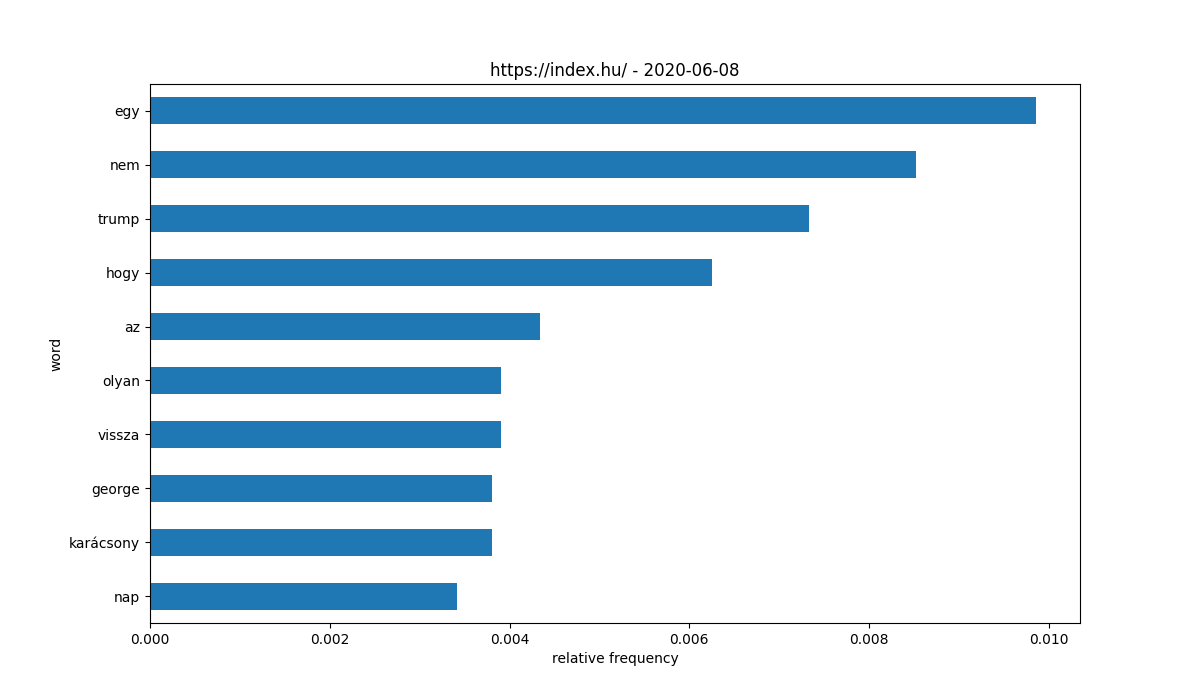 https://index.hu/ - 2020-06-08
egy
nem
trump
hogy
az
olyan
vissza
george
karácsony
nap
word
0.000 0.002 0.004 0.006 0.008 0.010
relative frequency